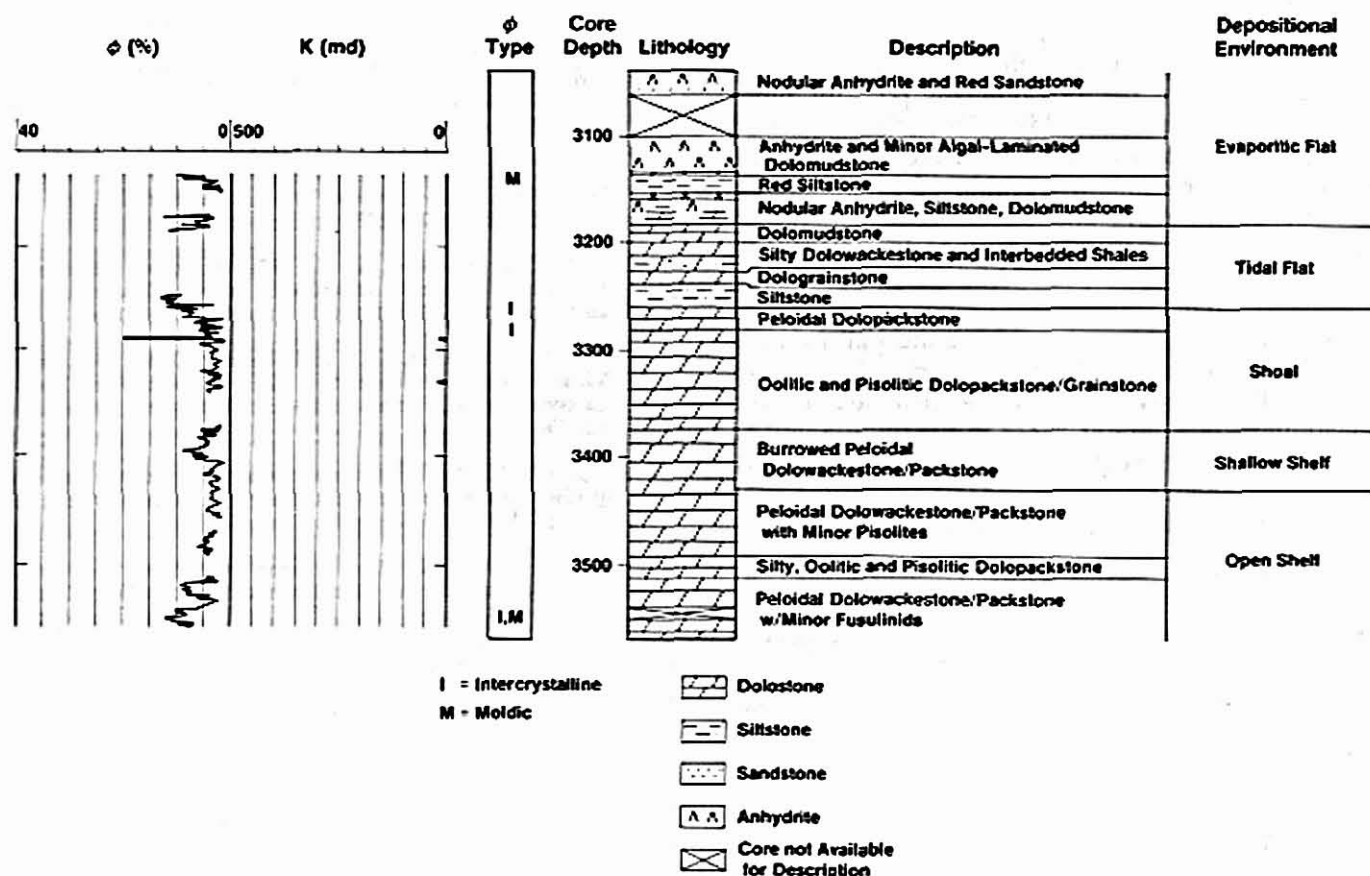 ϕ (%)
K (md)
ϕ
Type
Core
Depth
Lithology
Description
Depositional
Environment
40
0
500
0
Nodular Anhydrite and Red Sandstone
3100
Anhydrite and Minor Algal-Laminated
Dolomudstone
Evaporitic Flat
M
Red Siltstone
Nodular Anhydrite, Siltstone, Dolomudstone
Dolomudstone
3200
Silty Dolowackestone and Interbedded Shales
Tidal Flat
Dolograinstone
Siltstone
I
Peloidal Dolopackstone
I
3300
Oolitic and Pisolitic Dolopackstone/Grainstone
Shoal
Burrowed Peloidal
Dolowackestone/Packstone
3400
Shallow Shelf
Peloidal Dolowackestone/Packstone
with Minor Pisolites
3500
Silty, Oolitic and Pisolitic Dolopackstone
Open Shelf
Peloidal Dolowackestone/Packstone
w/Minor Fusulinids
I,M
I = Intercrystalline
M = Moldic
Dolostone
Siltstone
Sandstone
Anhydrite
Core not Available
for Description